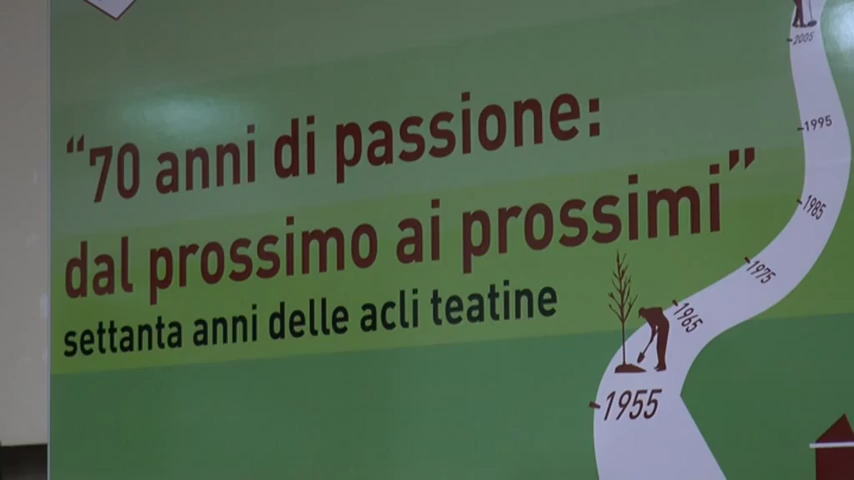 “70 anni di passione:
dal prossimo ai prossimi”
settanta anni delle acli teatine
2005
1995
1985
1975
1965
1955